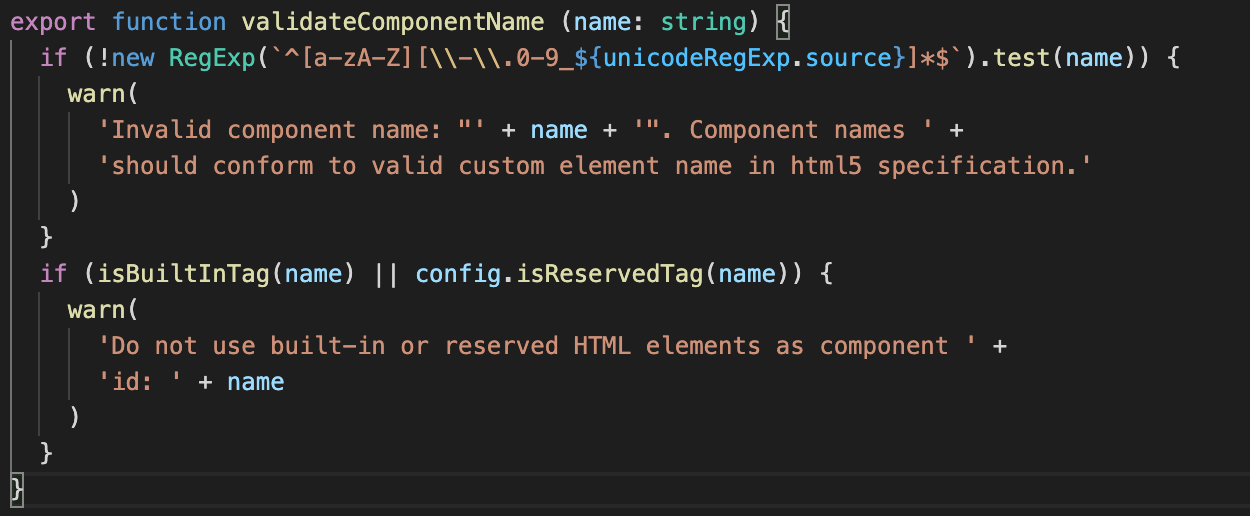 export function validateComponentName (name: string) {
  if (!new RegExp(`^[a-zA-Z][\\-\\.0-9_${unicodeRegExp.source}]*$`).test(name)) {
    warn(
      'Invalid component name: "' + name + '". Component names ' +
      'should conform to valid custom element name in html5 specification.'
    )
  }
  if (isBuiltInTag(name) || config.isReservedTag(name)) {
    warn(
      'Do not use built-in or reserved HTML elements as component ' +
      'id: ' + name
    )
  }
}